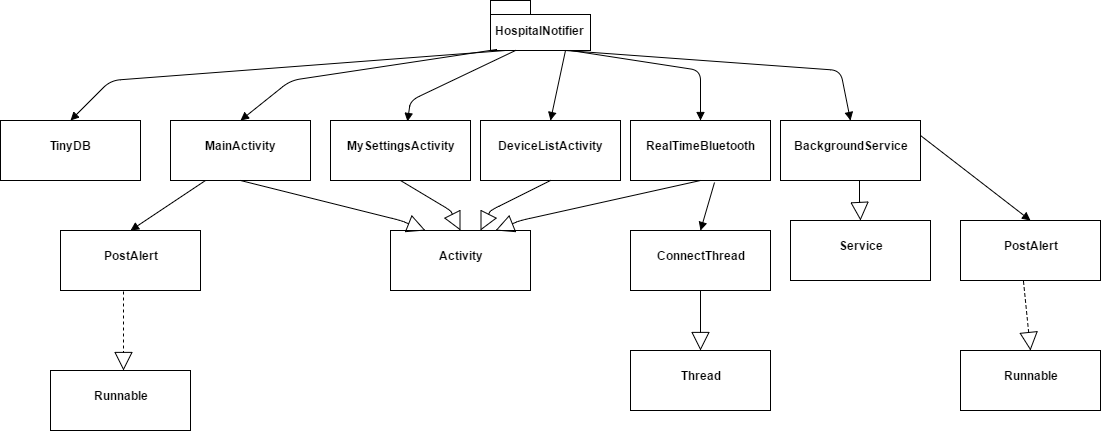 HospitalNotifier
TinyDB
MainActivity
MySettingsActivity
DeviceListActivity
RealTimeBluetooth
BackgroundService
PostAlert
Activity
ConnectThread
Service
PostAlert
Runnable
Thread
Runnable